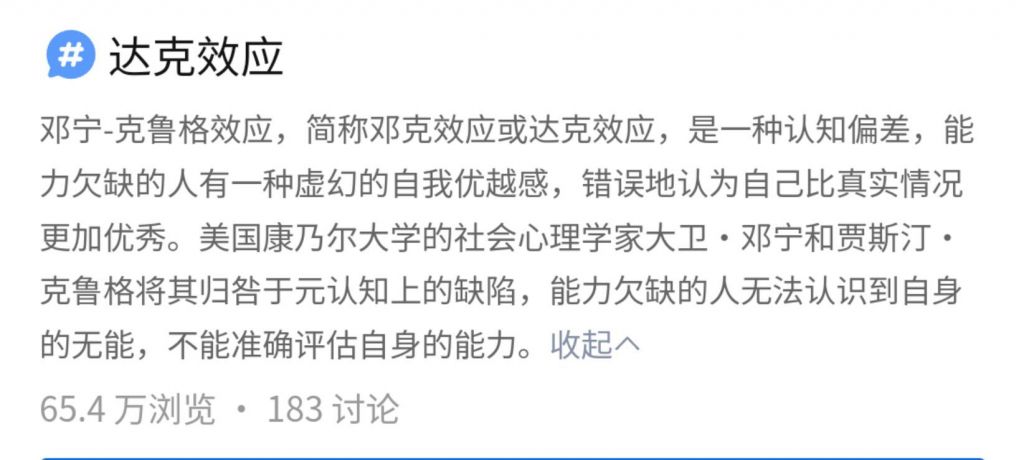 # 达克效应
邓宁-克鲁格效应，简称邓克效应或达克效应，是一种认知偏差，能
力欠缺的人有一种虚幻的自我优越感，错误地认为自己比真实情况
更加优秀。美国康乃尔大学的社会心理学家大卫·邓宁和贾斯汀·
克鲁格将其归咎于元认知上的缺陷，能力欠缺的人无法认识到自身
的无能，不能准确评估自身的能力。收起^
65.4 万浏览 · 183 讨论